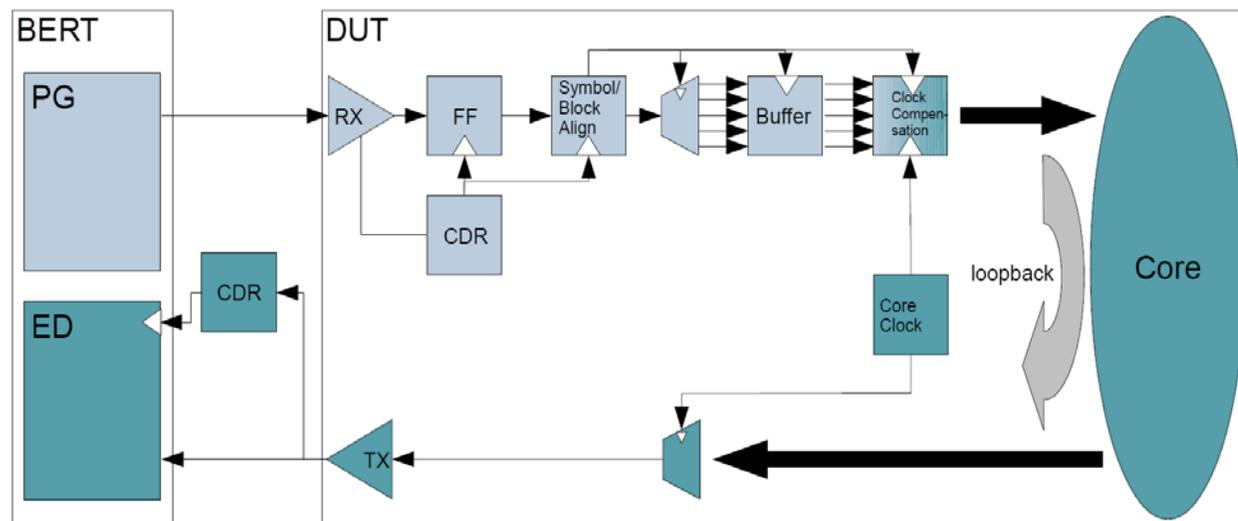 BERT
DUT
PG
RX
FF
Symbol/
Block
Align
Buffer
Clock
Compen-
sation
CDR
CDR
loopback
Core
Core
Clock
ED
TX